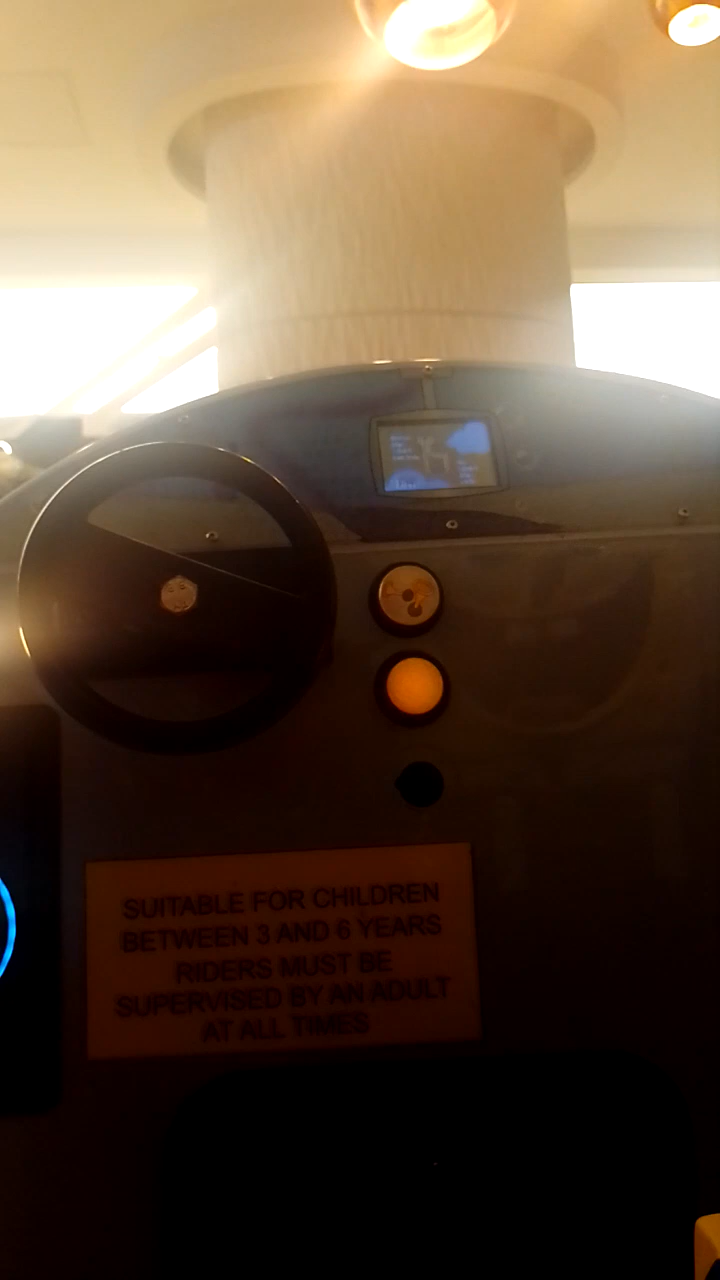 SUITABLE FOR CHILDREN
BETWEEN 3 AND 6 YEARS
RIDERS MUST BE
SUPERVISED BY AN ADULT
AT ALL TIMES